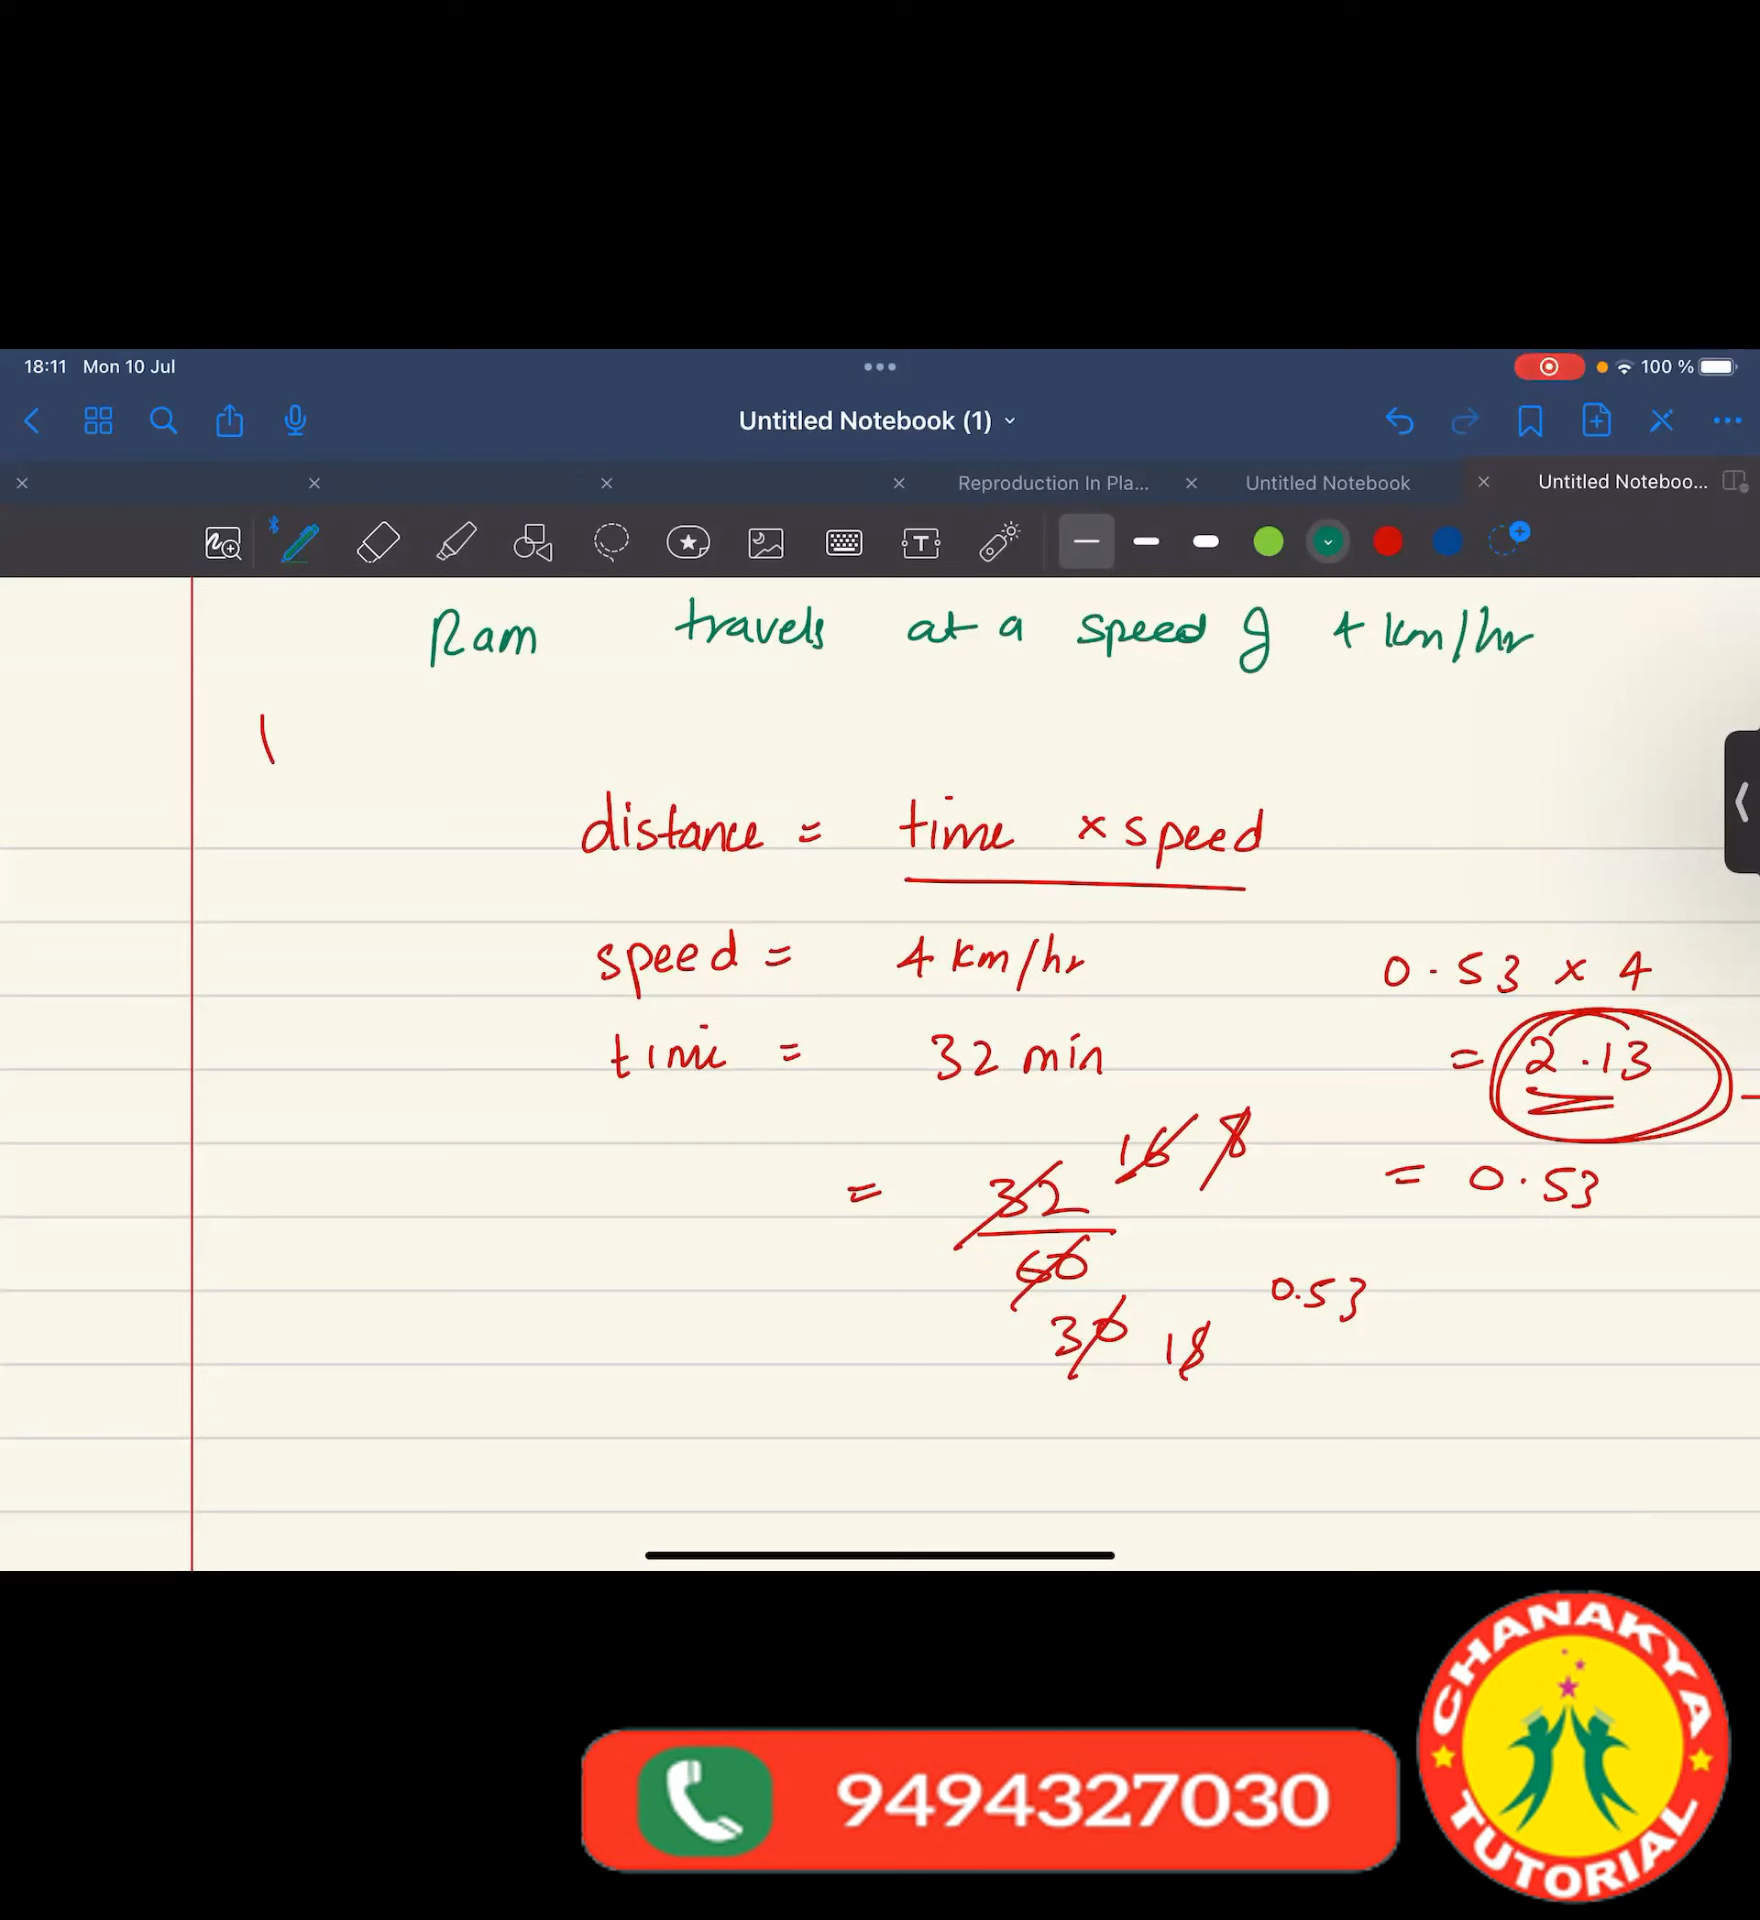 18:11 Mon 10 Jul
100 %
Untitled Notebook (1)
Reproduction In Pla...
Untitled Notebook
Untitled Noteboo...
T
Ram travels at a speed of 4 km/hr
distance = time × speed
speed = 4 km/hr
0.53 × 4
time = 32 min
= 2.13
16 8
= 32
= 0.53
60
0.53
30 18
9494327030
CHANAKYA
TUTORIAL